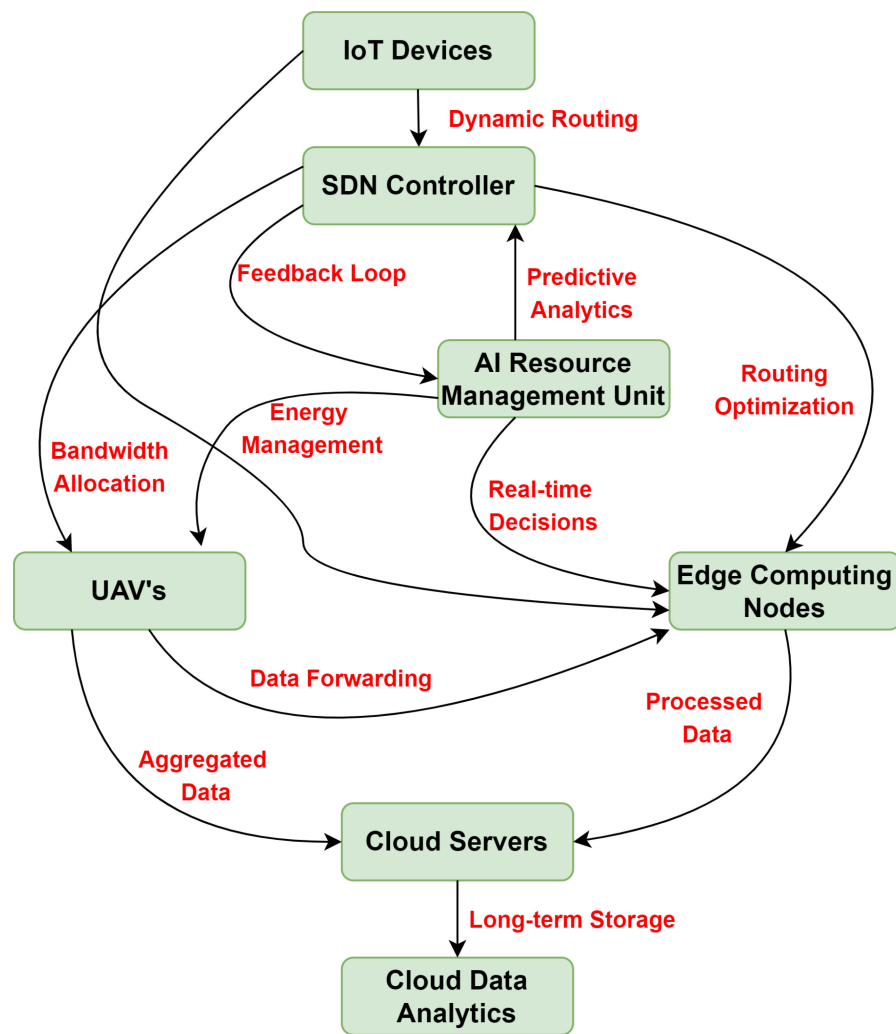 IoT Devices
Dynamic Routing
SDN Controller
Feedback Loop
Predictive
Analytics
AI Resource
Management Unit
Routing
Optimization
Energy
Management
Bandwidth
Allocation
Real-time
Decisions
UAV's
Edge Computing
Nodes
Data Forwarding
Processed
Data
Aggregated
Data
Cloud Servers
Long-term Storage
Cloud Data
Analytics